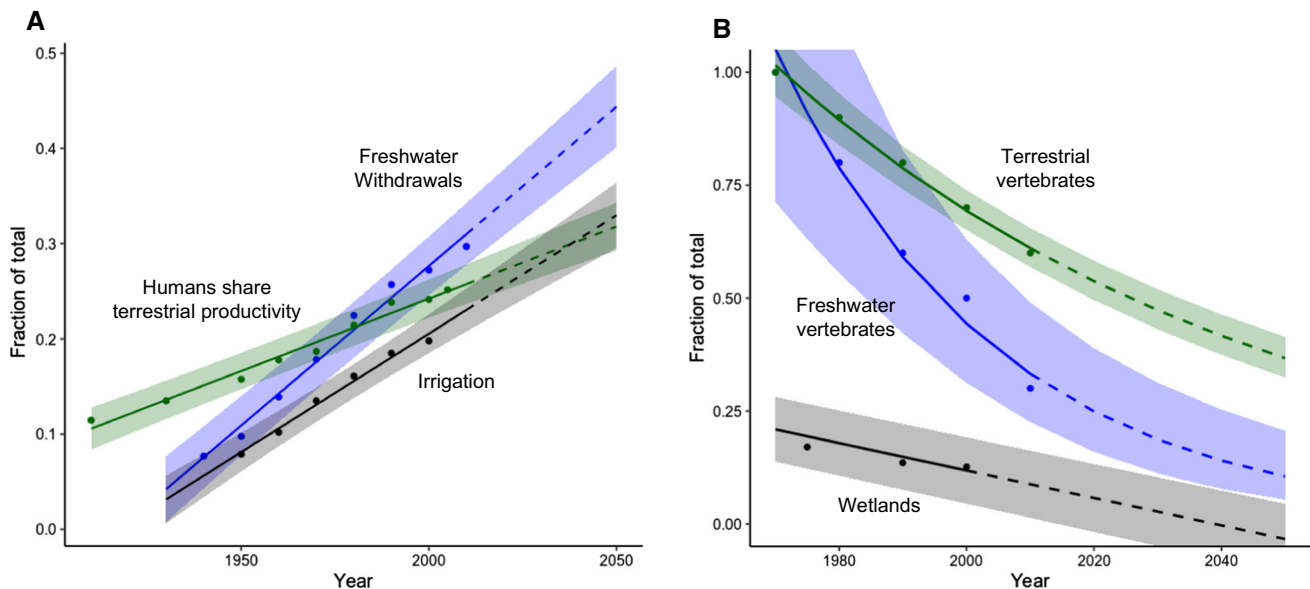 A
Fraction of total
0.5
0.4
0.3
0.2
0.1
0.0
Freshwater
Withdrawals
Humans share
terrestrial productivity
Irrigation
1950
2000
2050
Year
B
Fraction of total
1.00
0.75
0.50
0.25
0.00
Terrestrial
vertebrates
Freshwater
vertebrates
Wetlands
1980
2000
2020
2040
Year